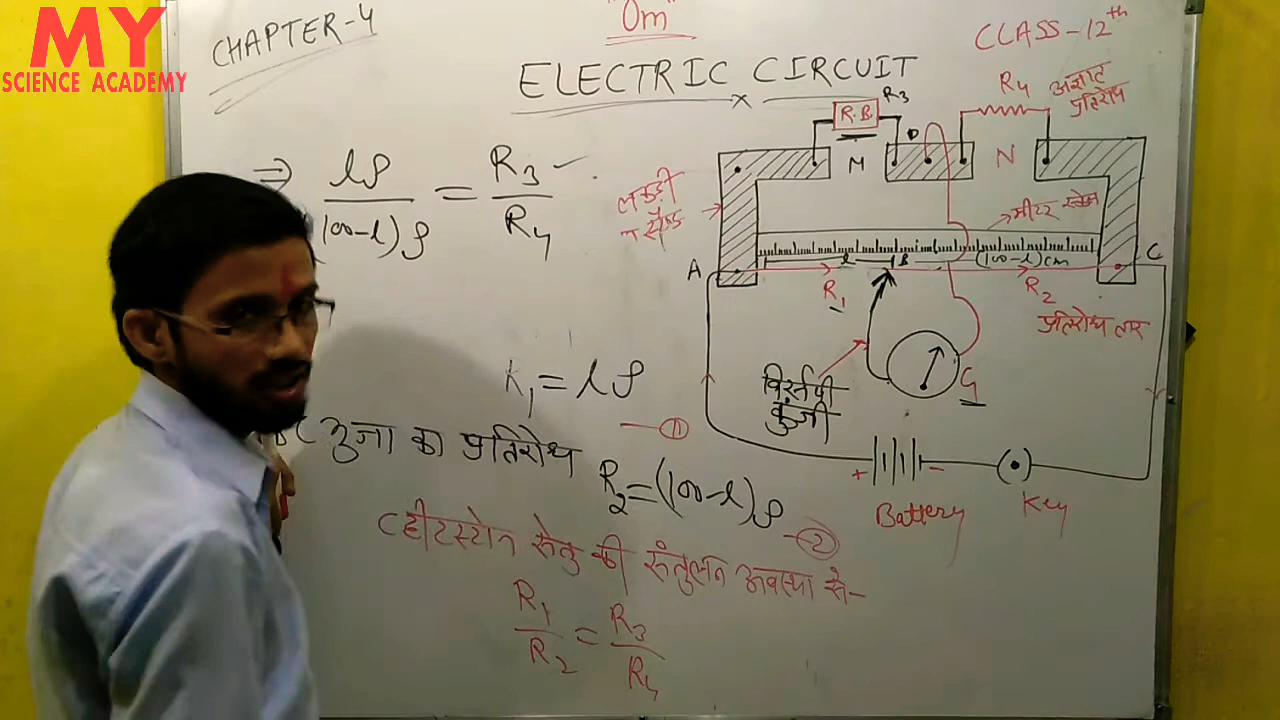 MY
SCIENCE ACADEMY
CHAPTER-4
"Om"
CLASS-12th
ELECTRIC CIRCUIT
R.B.
R3
R4 अज्ञात
प्रतिरोध
D
M
N
लकड़ी
मीटर स्केल
A
l
B
(100-l)cm
C
R1
R2
प्रतिरोध तार
विसर्पी
कुंजी
G
+
-
Battery
Key
⇒ lρ/(100-l)ρ = R3/R4
R1 = lρ
—①
BC भुजा का प्रतिरोध
R2=(100-l)ρ
—②
व्हीटस्टोन सेतु की संतुलन अवस्था से-
R1/R2 = R3/R4